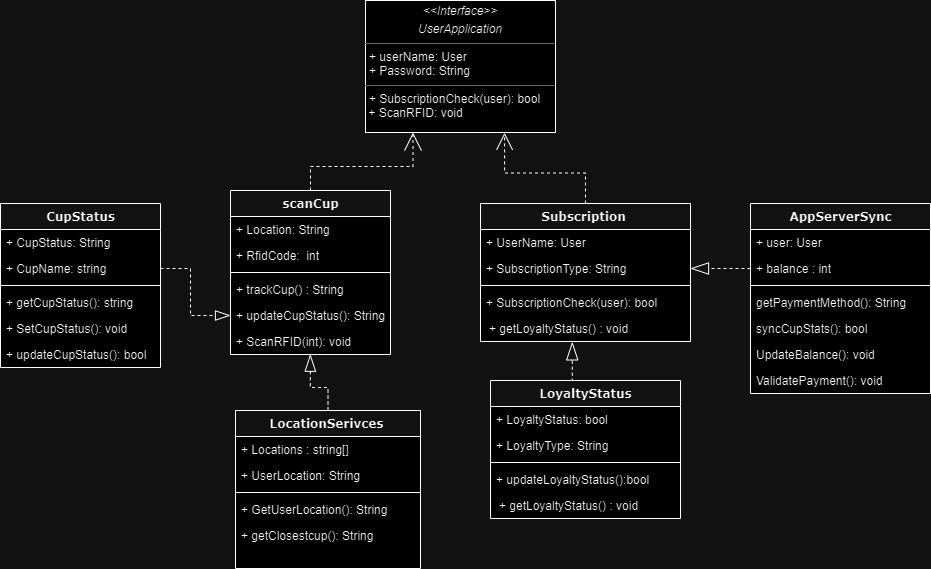 <<Interface>>
UserApplication
+ userName: User
+ Password: String
+ SubscriptionCheck(user): bool
+ ScanRFID: void
CupStatus
+ CupStatus: String
+ CupName: string
+ getCupStatus(): string
+ SetCupStatus(): void
+ updateCupStatus(): bool
scanCup
+ Location: String
+ RfidCode: int
+ trackCup() : String
+ updateCupStatus(): String
+ ScanRFID(int): void
Subscription
+ UserName: User
+ SubscriptionType: String
+ SubscriptionCheck(user): bool
+ getLoyaltyStatus() : void
AppServerSync
+ user: User
+ balance : int
getPaymentMethod(): String
syncCupStats(): bool
UpdateBalance(): void
ValidatePayment(): void
LocationSerivces
+ Locations : string[]
+ UserLocation: String
+ GetUserLocation(): String
+ getClosestcup(): String
LoyaltyStatus
+ LoyaltyStatus: bool
+ LoyaltyType: String
+ updateLoyaltyStatus():bool
+ getLoyaltyStatus() : void